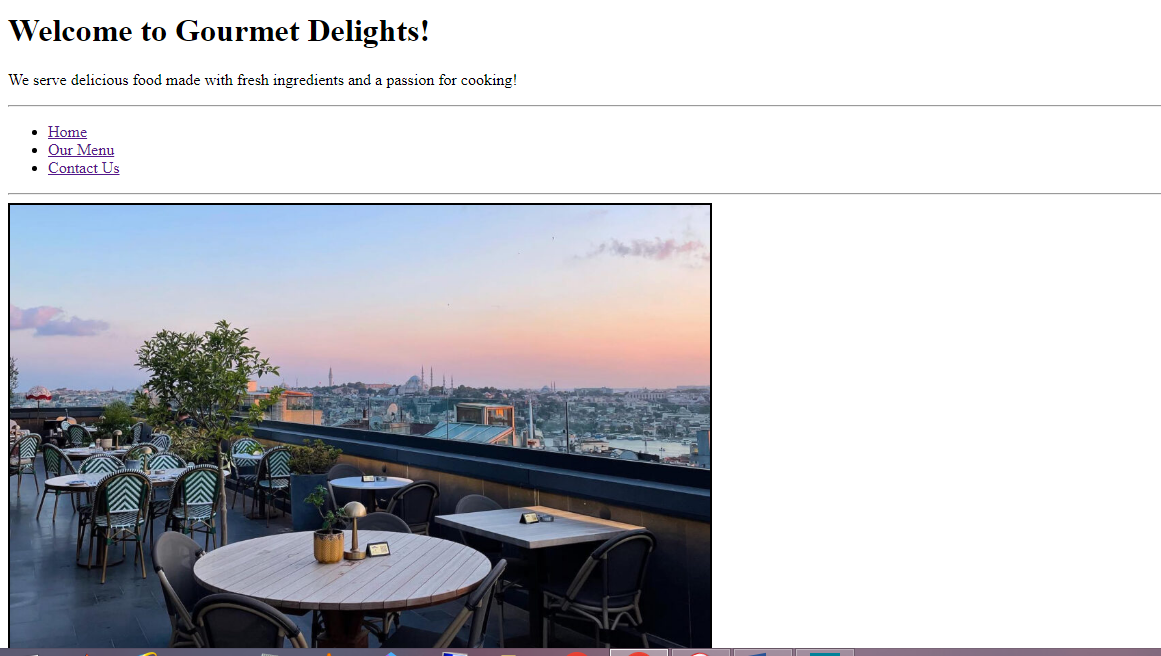 Welcome to Gourmet Delights!
We serve delicious food made with fresh ingredients and a passion for cooking!
Home
Our Menu
Contact Us